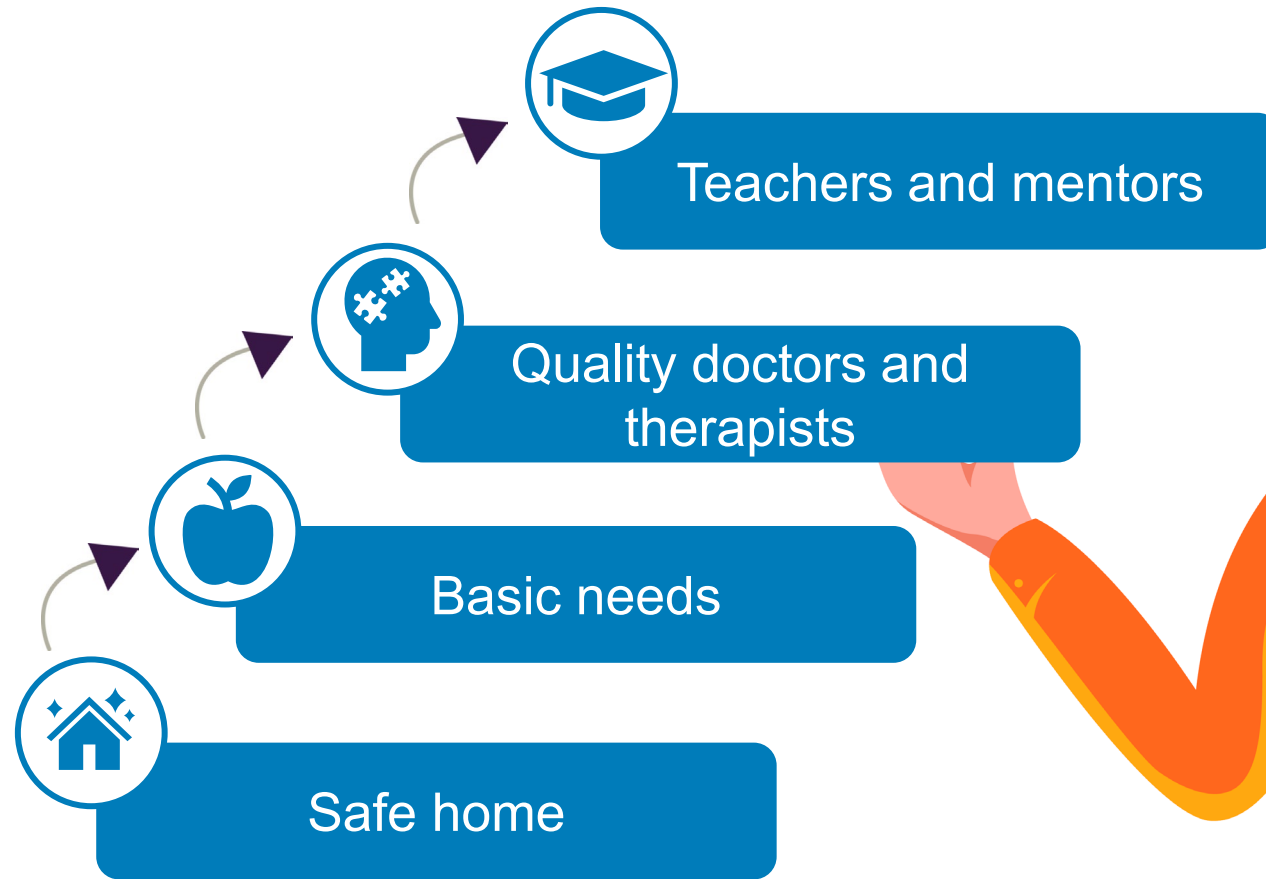 Teachers and mentors
Quality doctors and
therapists
Basic needs
Safe home